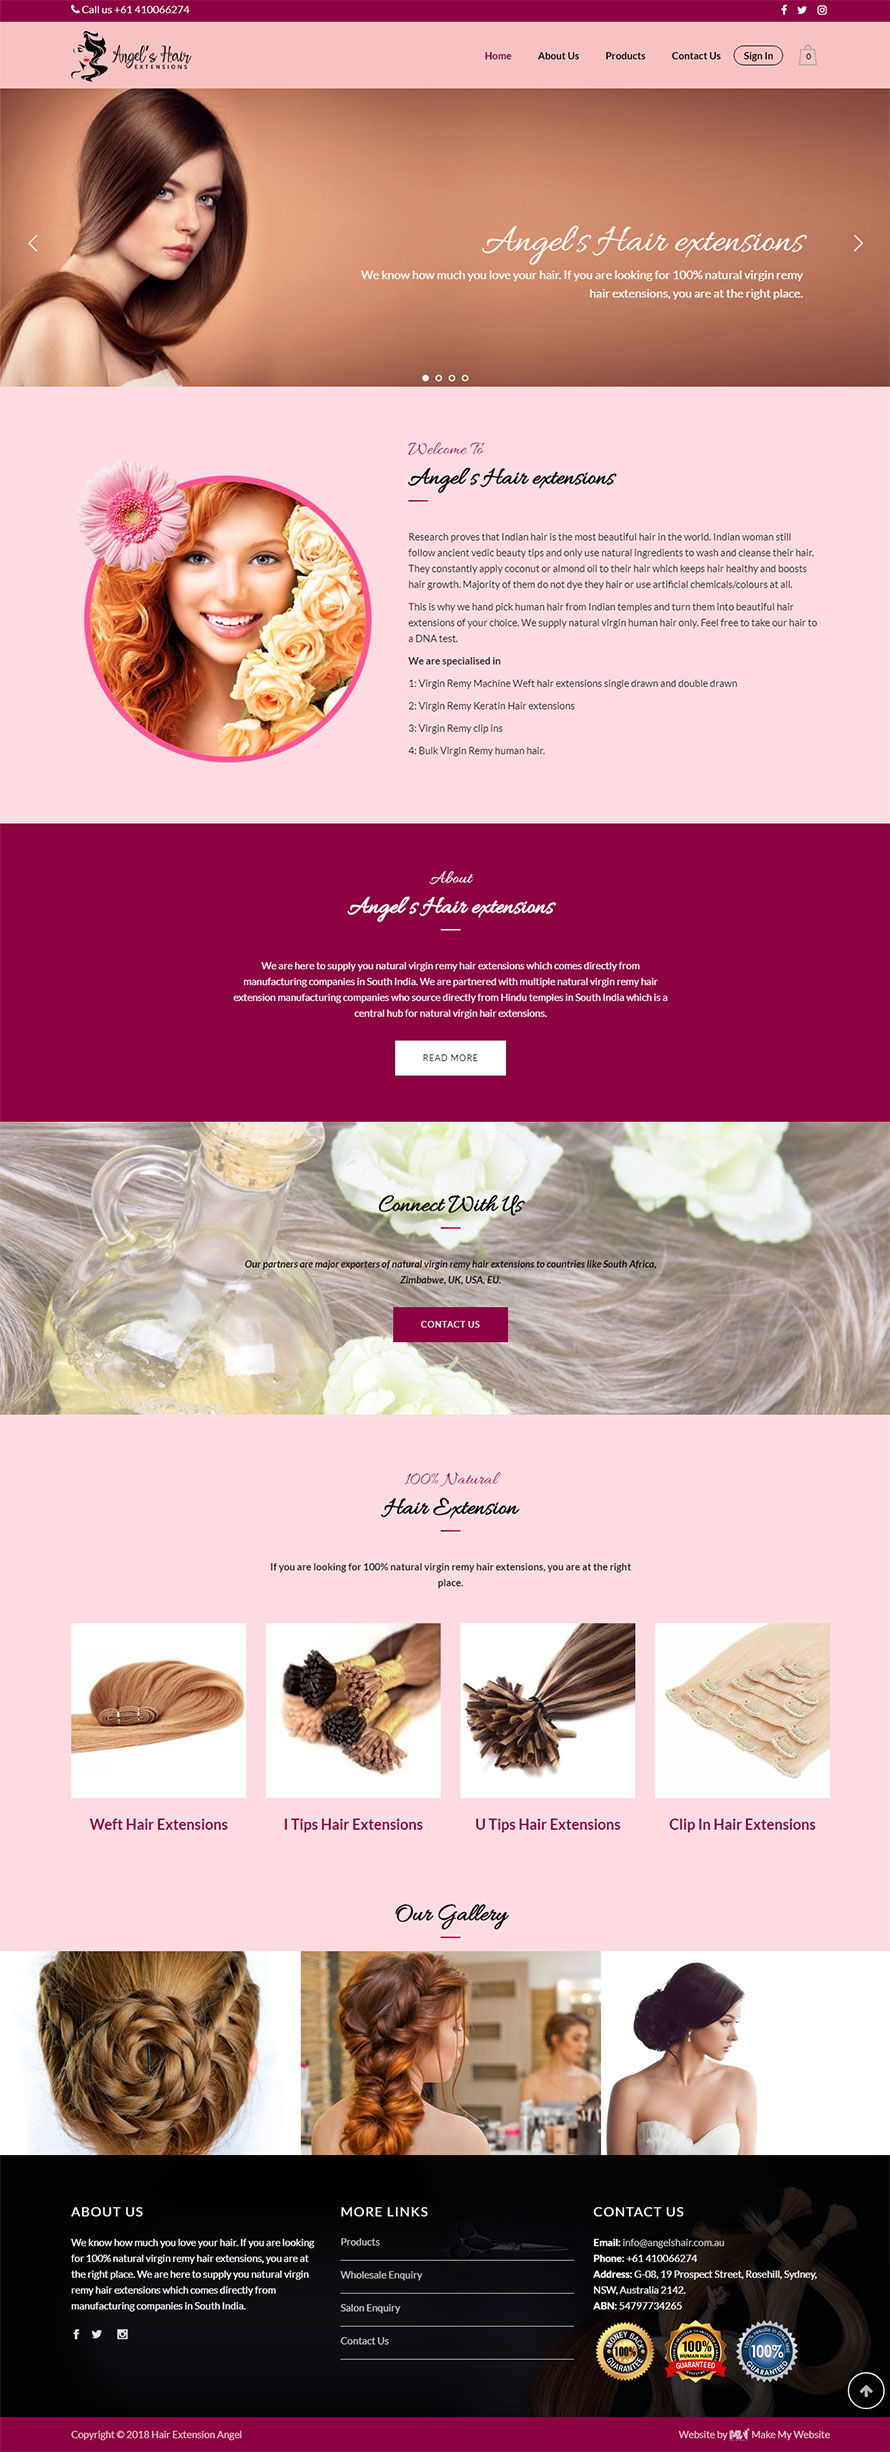 Call us +61 410066274
Angel's Hair
EXTENSIONS
Home About Us Products Contact Us Sign In 0
Angel's Hair extensions
We know how much you love your hair. If you are looking for 100% natural virgin remy
hair extensions, you are at the right place.
Welcome To
Angel's Hair extensions
Research proves that Indian hair is the most beautiful hair in the world. Indian woman still
follow ancient vedic beauty tips and only use natural ingredients to wash and cleanse their hair.
They constantly apply coconut or almond oil to their hair which keeps hair healthy and boosts
hair growth. Majority of them do not dye they hair or use artificial chemicals/colours at all.
This is why we hand pick human hair from Indian temples and turn them into beautiful hair
extensions of your choice. We supply natural virgin human hair only. Feel free to take our hair to
a DNA test.
We are specialised in
1: Virgin Remy Machine Weft hair extensions single drawn and double drawn
2: Virgin Remy Keratin Hair extensions
3: Virgin Remy clip ins
4: Bulk Virgin Remy human hair.
About
Angel's Hair extensions
We are here to supply you natural virgin remy hair extensions which comes directly from
manufacturing companies in South India. We are partnered with multiple natural virgin remy hair
extension manufacturing companies who source directly from Hindu temples in South India which is a
central hub for natural virgin hair extensions.
READ MORE
Connect With Us
Our partners are major exporters of natural virgin remy hair extensions to countries like South Africa,
Zimbabwe, UK, USA, EU.
CONTACT US
100% Natural
Hair Extension
If you are looking for 100% natural virgin remy hair extensions, you are at the right
place.
Weft Hair Extensions
I Tips Hair Extensions
U Tips Hair Extensions
Clip In Hair Extensions
Our Gallery
ABOUT US
We know how much you love your hair. If you are looking
for 100% natural virgin remy hair extensions, you are at
the right place. We are here to supply you natural virgin
remy hair extensions which comes directly from
manufacturing companies in South India.
MORE LINKS
Products
Wholesale Enquiry
Salon Enquiry
Contact Us
CONTACT US
Email: info@angelshair.com.au
Phone: +61 410066274
Address: G-08, 19 Prospect Street, Rosehill, Sydney,
NSW, Australia 2142.
ABN: 54797734265
MONEY BACK
100%
GUARANTEE
100%
HUMAN HAIR
GUARANTEED
100%
GUARANTEED
Copyright © 2018 Hair Extension Angel
Website by Make My Website